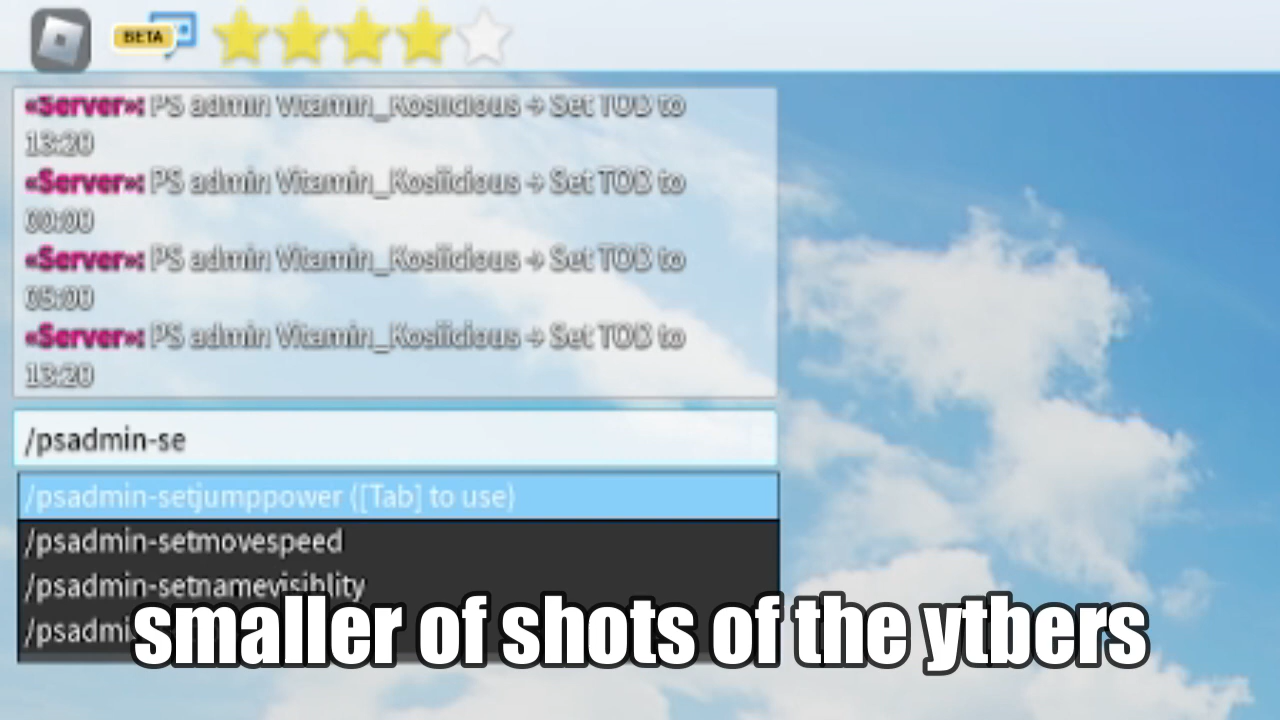 BETA
«Server»: PS admin Vitamin_Kosiicious → Set TOD to
13:20
«Server»: PS admin Vitamin_Kosiicious → Set TOD to
00:00
«Server»: PS admin Vitamin_Kosiicious → Set TOD to
05:00
«Server»: PS admin Vitamin_Kosiicious → Set TOD to
13:20
/psadmin-se
/psadmin-setjumppower ([Tab] to use)
/psadmin-setmovespeed
/psadmin-setnamevisiblity
/psadmi
smaller of shots of the ytbers